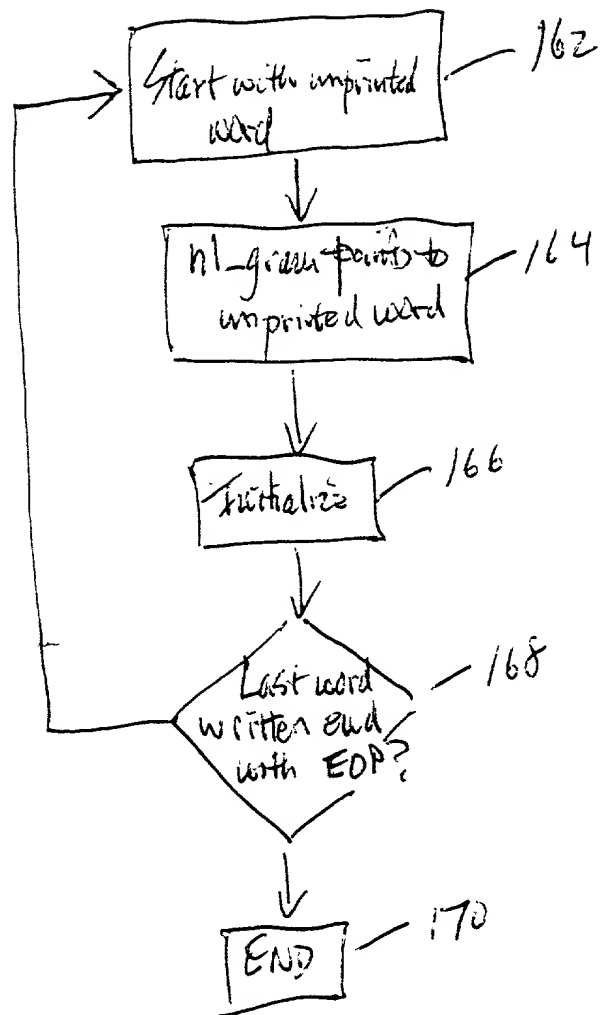 162
Start with unprinted
word
164
n1_gram points to
unprinted word
166
Initialize
168
Last word
written end
with EOP?
170
END